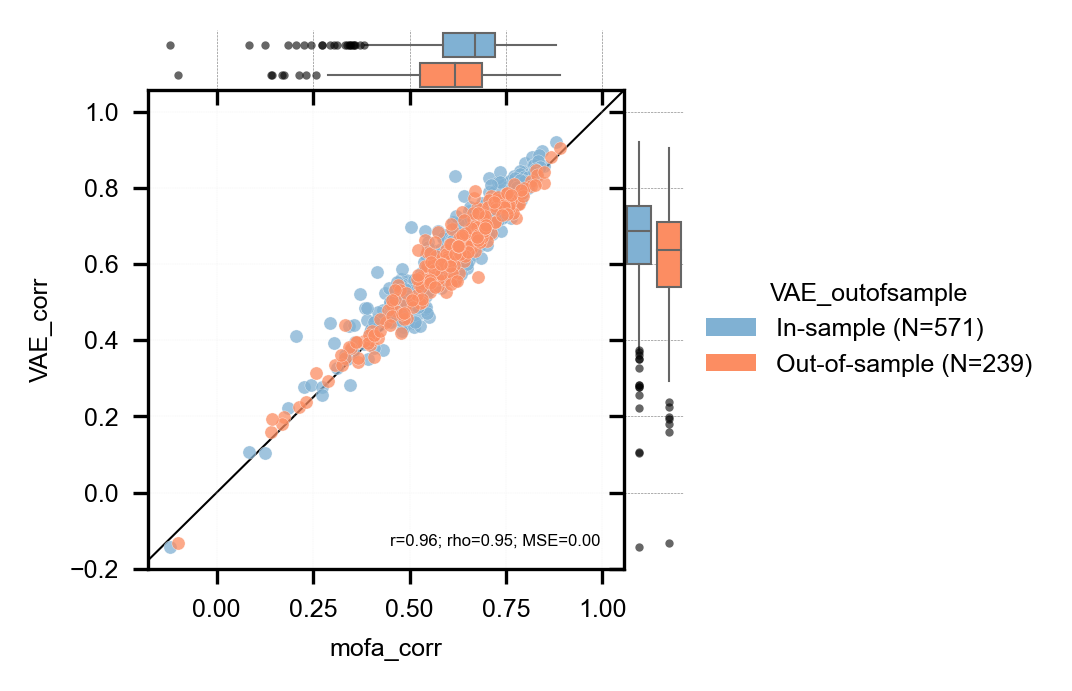 1.0
0.8
0.6
0.4
0.2
0.0
−0.2
VAE_corr
r=0.96; rho=0.95; MSE=0.00
0.00 0.25 0.50 0.75 1.00
mofa_corr
VAE_outofsample
In-sample (N=571)
Out-of-sample (N=239)